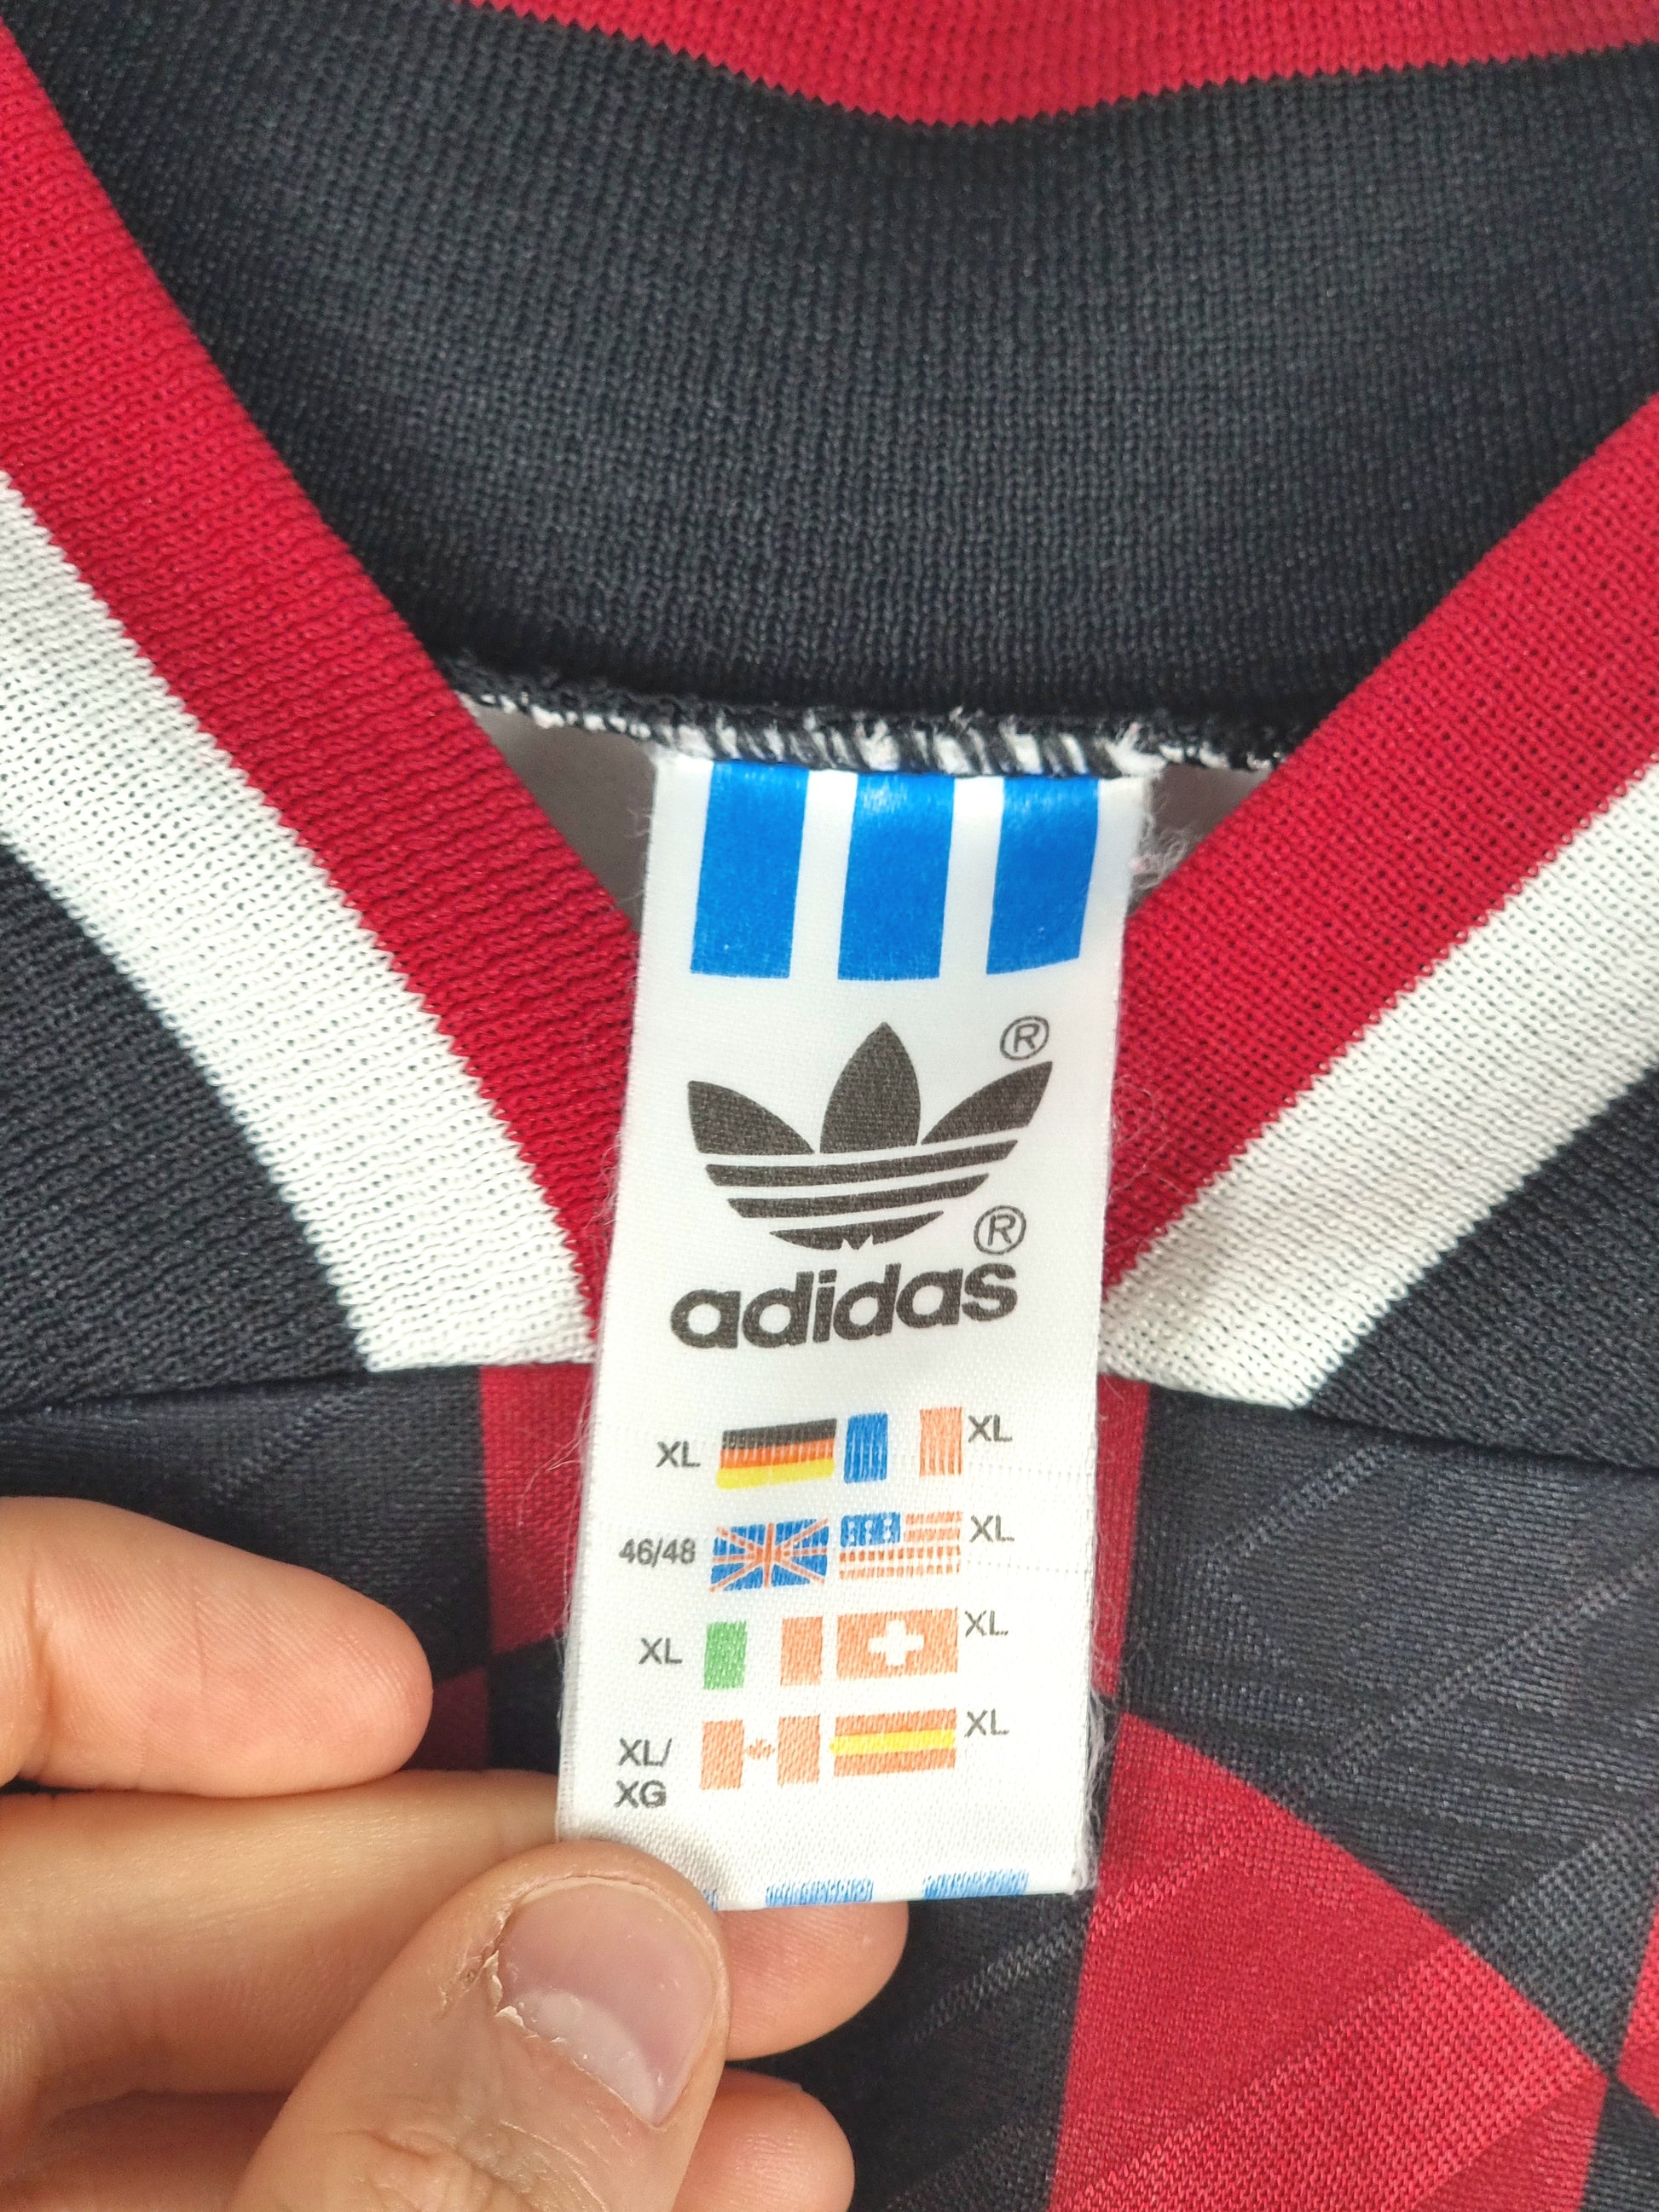 ®
®
adidas
XL XL
46/48 XL
XL XL
XL/ XL
XG